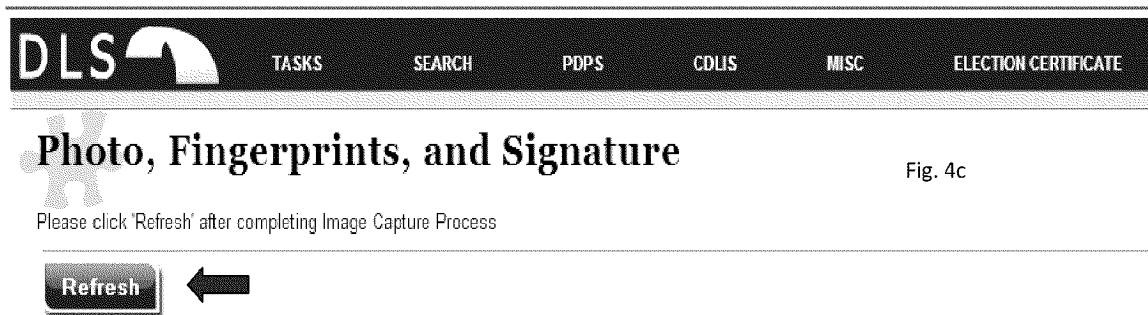 DLS TASKS SEARCH PDPS CDLIS MISC ELECTION CERTIFICATE
Photo, Fingerprints, and Signature
Fig. 4c
Please click 'Refresh' after completing Image Capture Process
Refresh